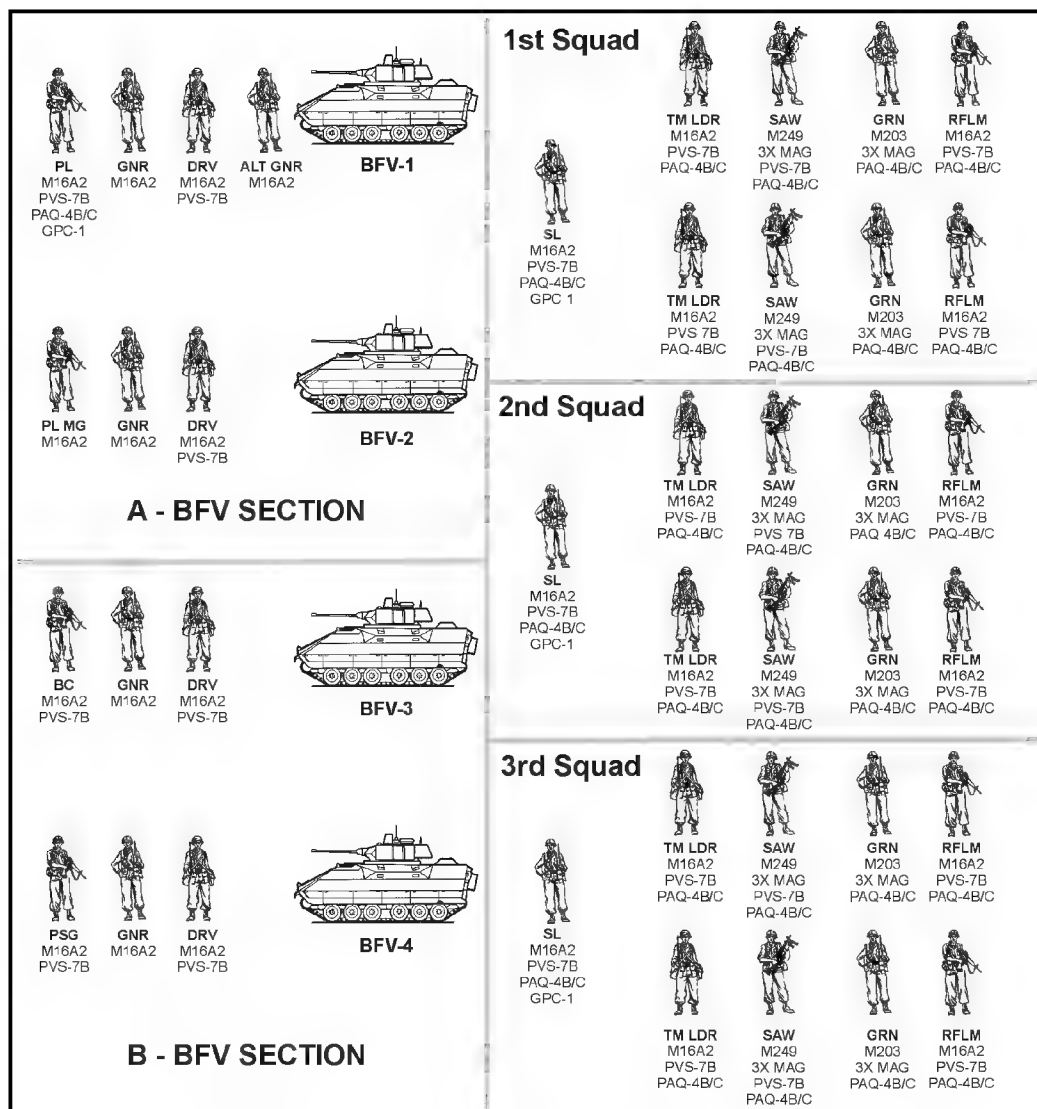 PL GNR DRV ALT GNR
M16A2 M16A2 M16A2 M16A2
PVS-7B PVS-7B
PAQ-4B/C
GPC-1
BFV-1
PL MG GNR DRV
M16A2 M16A2 M16A2
PVS-7B
BFV-2
A - BFV SECTION
BC GNR DRV
M16A2 M16A2 M16A2
PVS-7B PVS-7B
BFV-3
PSG GNR DRV
M16A2 M16A2 M16A2
PVS-7B PVS-7B
BFV-4
B - BFV SECTION
1st Squad
SL
M16A2
PVS-7B
PAQ-4B/C
GPC 1
TM LDR SAW GRN RFLM
M16A2 M249 M203 M16A2
PVS-7B 3X MAG 3X MAG PVS-7B
PAQ-4B/C PVS-7B PAQ-4B/C PAQ-4B/C
PAQ-4B/C
TM LDR SAW GRN RFLM
M16A2 M249 M203 M16A2
PVS 7B 3X MAG 3X MAG PVS 7B
PAQ-4B/C PVS-7B PAQ-4B/C PAQ-4B/C
PAQ-4B/C
2nd Squad
SL
M16A2
PVS-7B
PAQ-4B/C
GPC-1
TM LDR SAW GRN RFLM
M16A2 M249 M203 M16A2
PVS-7B 3X MAG 3X MAG PVS-7B
PAQ-4B/C PVS 7B PAQ 4B/C PAQ-4B/C
PAQ-4B/C
TM LDR SAW GRN RFLM
M16A2 M249 M203 M16A2
PVS-7B 3X MAG 3X MAG PVS-7B
PAQ-4B/C PVS-7B PAQ-4B/C PAQ-4B/C
PAQ-4B/C
3rd Squad
SL
M16A2
PVS-7B
PAQ-4B/C
GPC-1
TM LDR SAW GRN RFLM
M16A2 M249 M203 M16A2
PVS-7B 3X MAG 3X MAG PVS-7B
PAQ-4B/C PVS-7B PAQ-4B/C PAQ-4B/C
PAQ-4B/C
TM LDR SAW GRN RFLM
M16A2 M249 M203 M16A2
PVS-7B 3X MAG 3X MAG PVS-7B
PAQ-4B/C PVS-7B PAQ-4B/C PAQ-4B/C
PAQ-4B/C